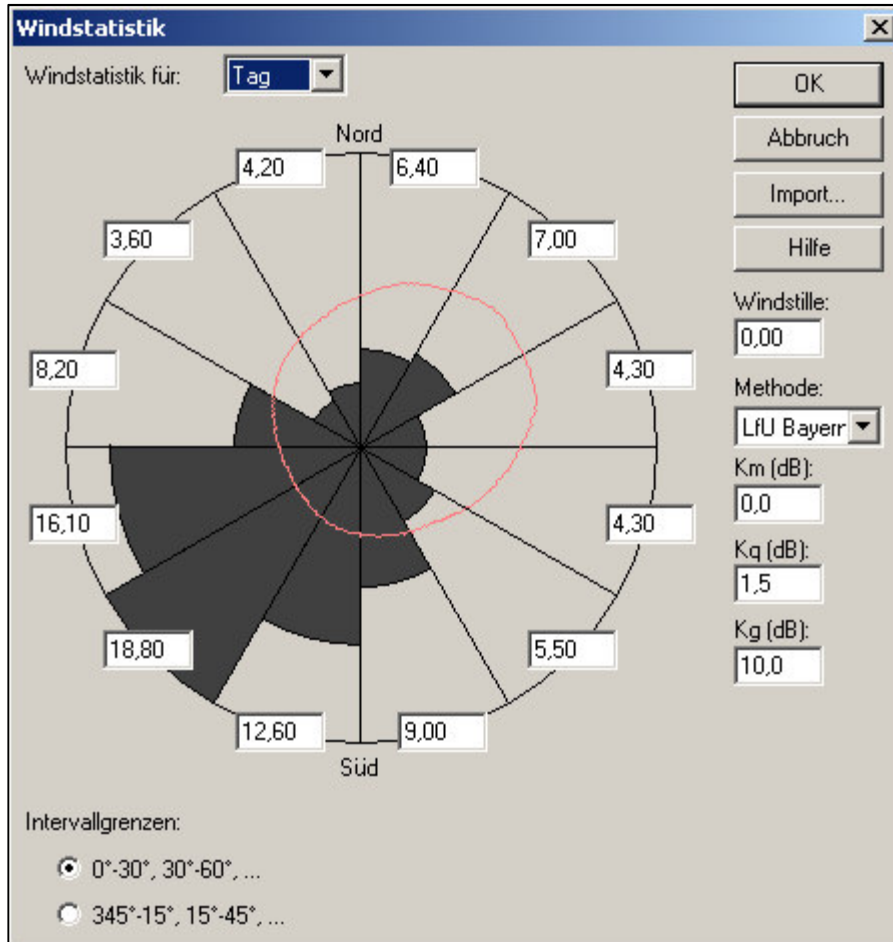 Windstatistik
Windstatistik für: Tag
OK
Abbruch
Import...
Hilfe
Nord
4,20 6,40
3,60 7,00
8,20 4,30
16,10 4,30
18,80 5,50
12,60 9,00
Süd
Windstille:
0,00
Methode:
LfU Bayern
Km (dB):
0,0
Kq (dB):
1,5
Kg (dB):
10,0
Intervallgrenzen:
0°-30°, 30°-60°, ...
345°-15°, 15°-45°, ...